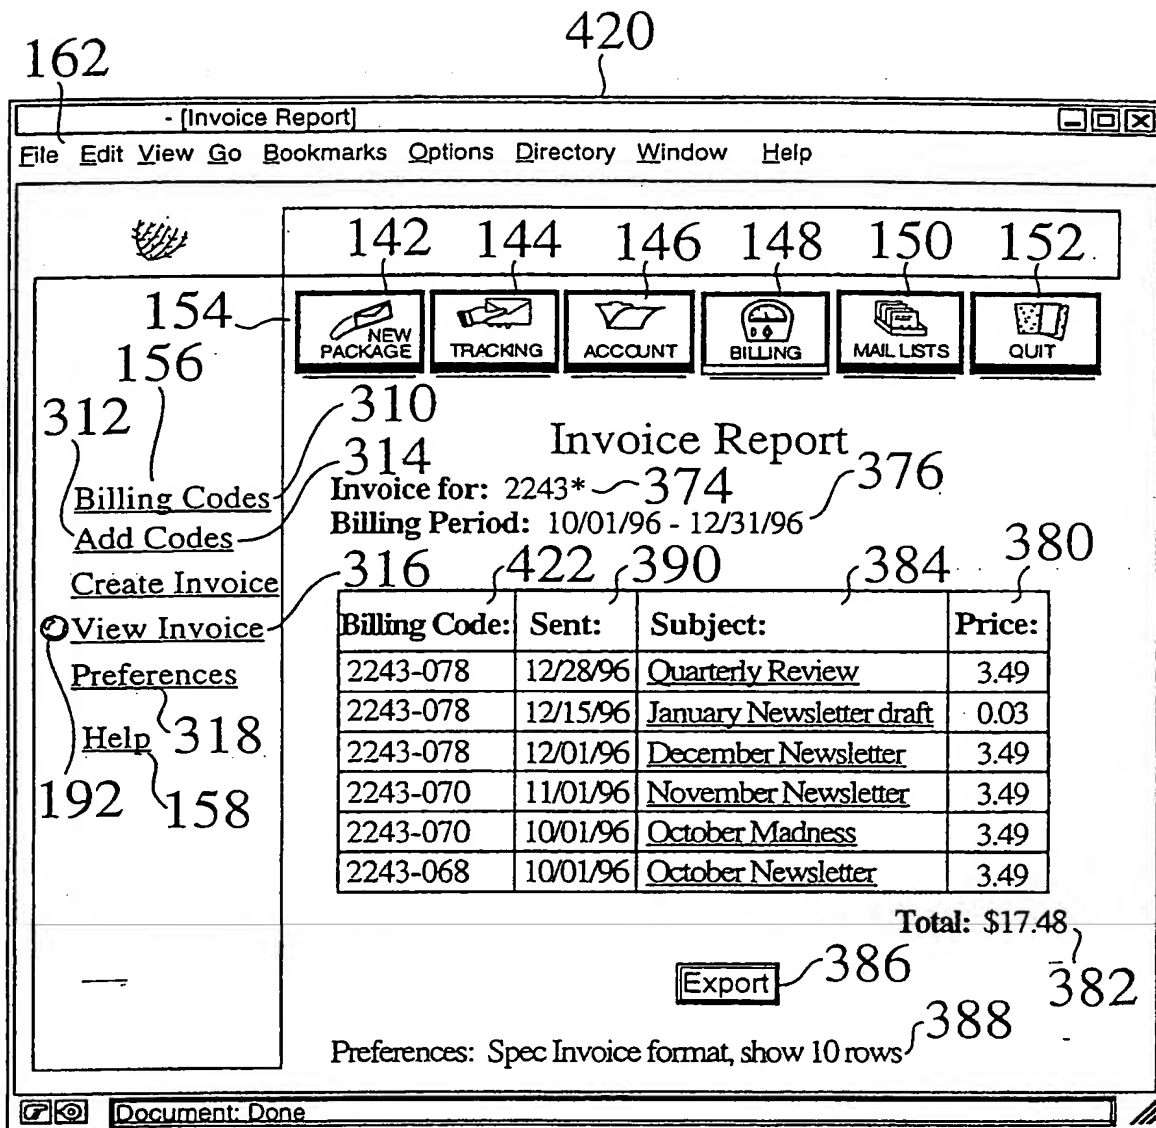 420
162
- [Invoice Report]
File Edit View Go Bookmarks Options Directory Window Help
142 144 146 148 150 152
154
NEW PACKAGE TRACKING ACCOUNT BILLING MAIL LISTS QUIT
156
312
310
314
Billing Codes
Add Codes
Create Invoice
316
View Invoice
Preferences
318
Help
192
158
Invoice Report
Invoice for: 2243* 374
376
Billing Period: 10/01/96 - 12/31/96
422 390 384 380
Billing Code: Sent: Subject: Price:
2243-078 12/28/96 Quarterly Review 3.49
2243-078 12/15/96 January Newsletter draft 0.03
2243-078 12/01/96 December Newsletter 3.49
2243-070 11/01/96 November Newsletter 3.49
2243-070 10/01/96 October Madness 3.49
2243-068 10/01/96 October Newsletter 3.49
Total: $17.48
382
Export 386
388
Preferences: Spec Invoice format, show 10 rows
Document: Done